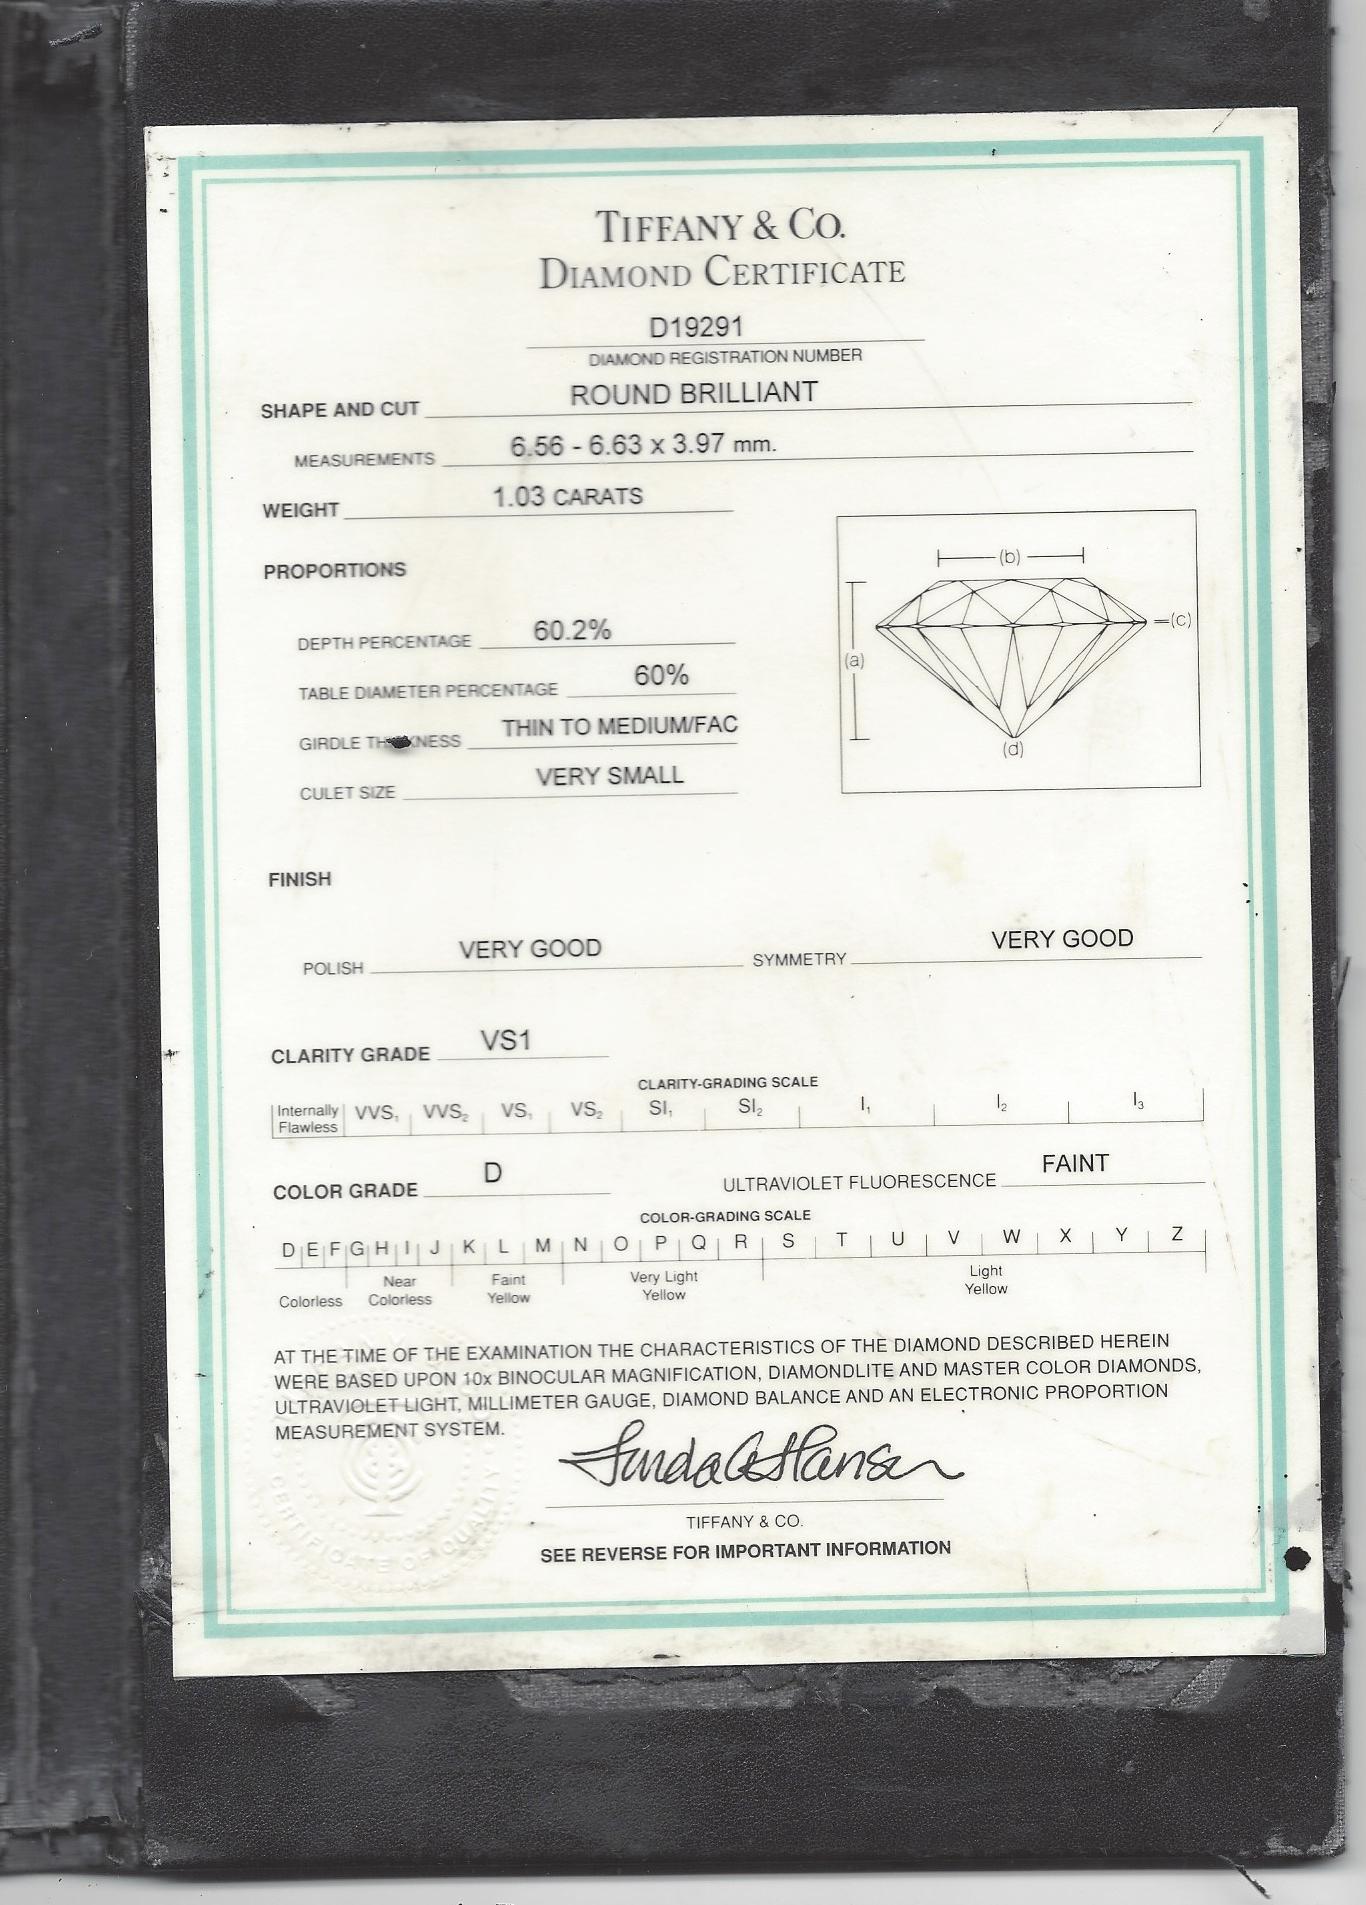 TIFFANY & CO.
DIAMOND CERTIFICATE
D19291
DIAMOND REGISTRATION NUMBER
SHAPE AND CUT ROUND BRILLIANT
MEASUREMENTS 6.56 - 6.63 x 3.97 mm.
WEIGHT 1.03 CARATS
PROPORTIONS
(b)
(c)
(a)
(d)
DEPTH PERCENTAGE 60.2%
TABLE DIAMETER PERCENTAGE 60%
GIRDLE THICKNESS THIN TO MEDIUM/FAC
CULET SIZE VERY SMALL
FINISH
POLISH VERY GOOD SYMMETRY VERY GOOD
CLARITY GRADE VS1
CLARITY-GRADING SCALE
Internally Flawless VVS₁ VVS₂ VS₁ VS₂ SI₁ SI₂ I₁ I₂ I₃
COLOR GRADE D ULTRAVIOLET FLUORESCENCE FAINT
COLOR-GRADING SCALE
D E F G H I J K L M N O P Q R S T U V W X Y Z
Colorless Near Colorless Faint Yellow Very Light Yellow Light Yellow
AT THE TIME OF THE EXAMINATION THE CHARACTERISTICS OF THE DIAMOND DESCRIBED HEREIN
WERE BASED UPON 10x BINOCULAR MAGNIFICATION, DIAMONDLITE AND MASTER COLOR DIAMONDS,
ULTRAVIOLET LIGHT, MILLIMETER GAUGE, DIAMOND BALANCE AND AN ELECTRONIC PROPORTION
MEASUREMENT SYSTEM.
CERTIFICATE OF QUALITY
TIFFANY & CO.
SEE REVERSE FOR IMPORTANT INFORMATION